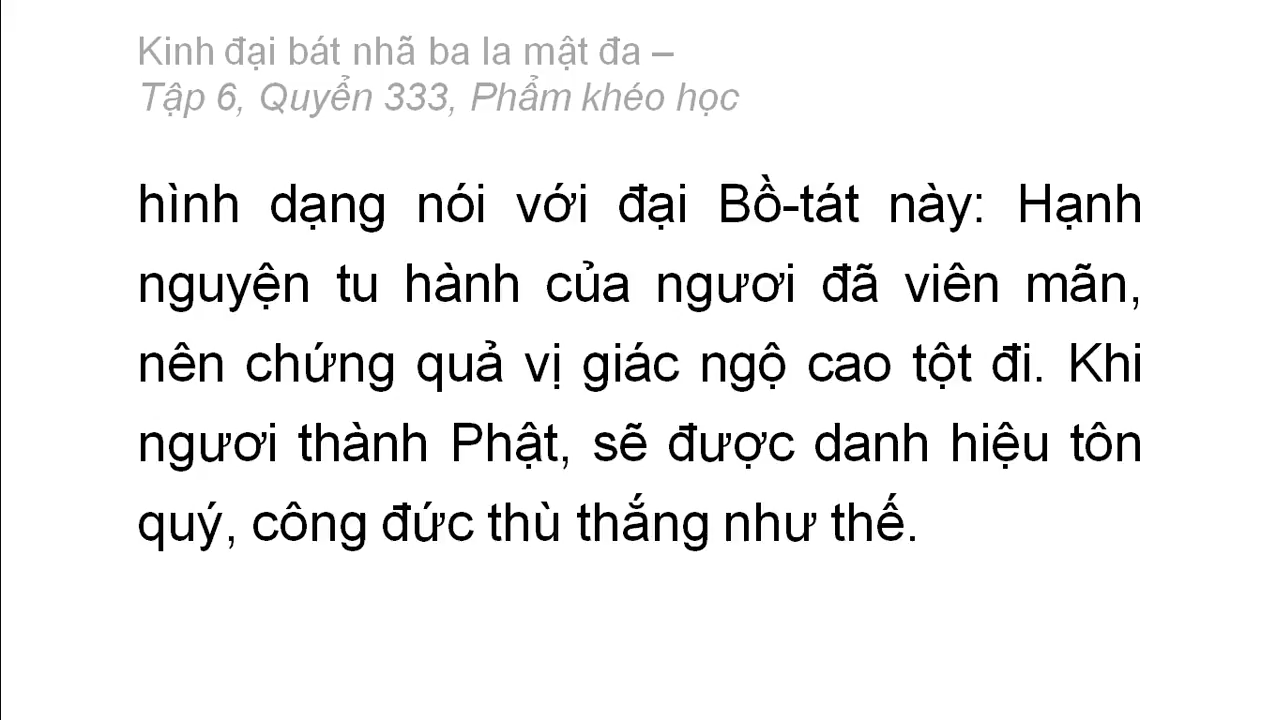 Kinh đại bát nhã ba la mật đa –
Tập 6, Quyển 333, Phẩm khéo học
hình dạng nói với đại Bồ-tát này: Hạnh
nguyện tu hành của ngươi đã viên mãn,
nên chứng quả vị giác ngộ cao tột đi. Khi
ngươi thành Phật, sẽ được danh hiệu tôn
quý, công đức thù thắng như thế.